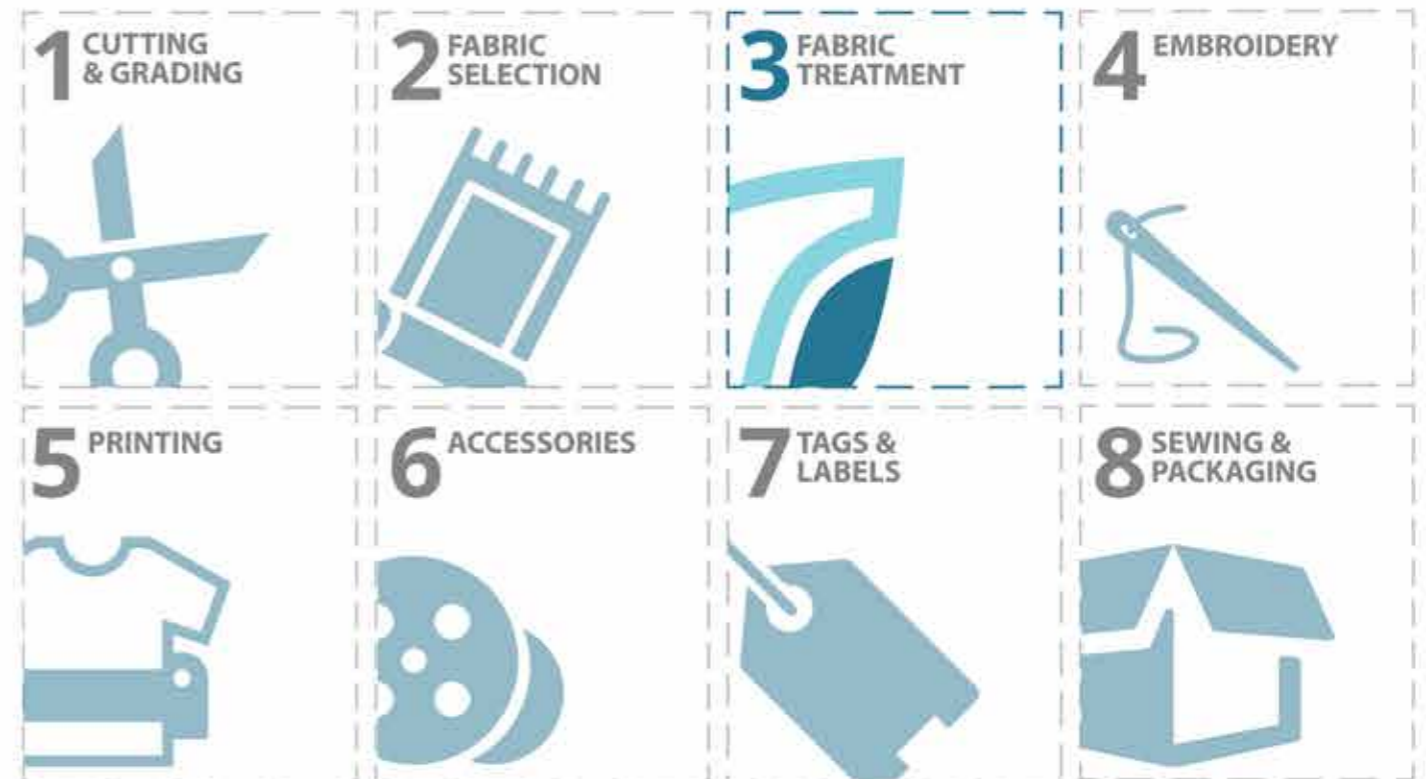 1 CUTTING
& GRADING
2 FABRIC
SELECTION
3 FABRIC
TREATMENT
4 EMBROIDERY
5 PRINTING
6 ACCESSORIES
7 TAGS &
LABELS
8 SEWING &
PACKAGING